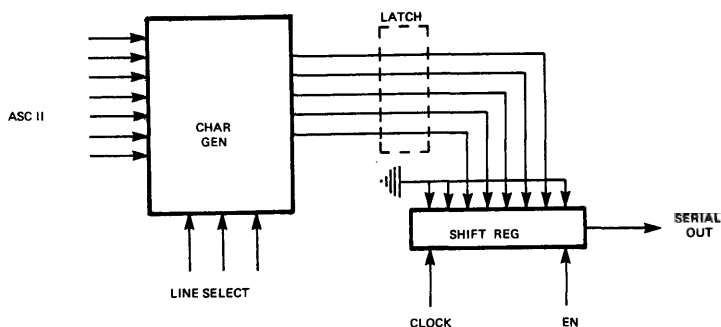 LATCH
ASC II
CHAR
GEN
SHIFT REG
SERIAL
OUT
LINE SELECT
CLOCK
EN